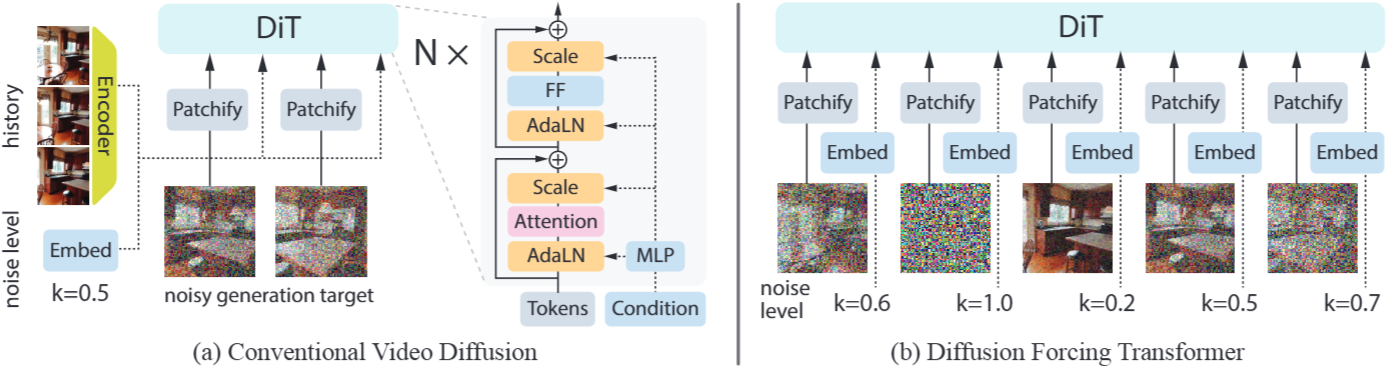 history
Encoder
noise level
Embed
k=0.5
DiT
Patchify
Patchify
noisy generation target
N ×
Scale
FF
AdaLN
Scale
Attention
AdaLN
MLP
Tokens
Condition
(a) Conventional Video Diffusion
DiT
Patchify
Patchify
Patchify
Patchify
Patchify
Embed
Embed
Embed
Embed
Embed
noise
level
k=0.6
k=1.0
k=0.2
k=0.5
k=0.7
(b) Diffusion Forcing Transformer